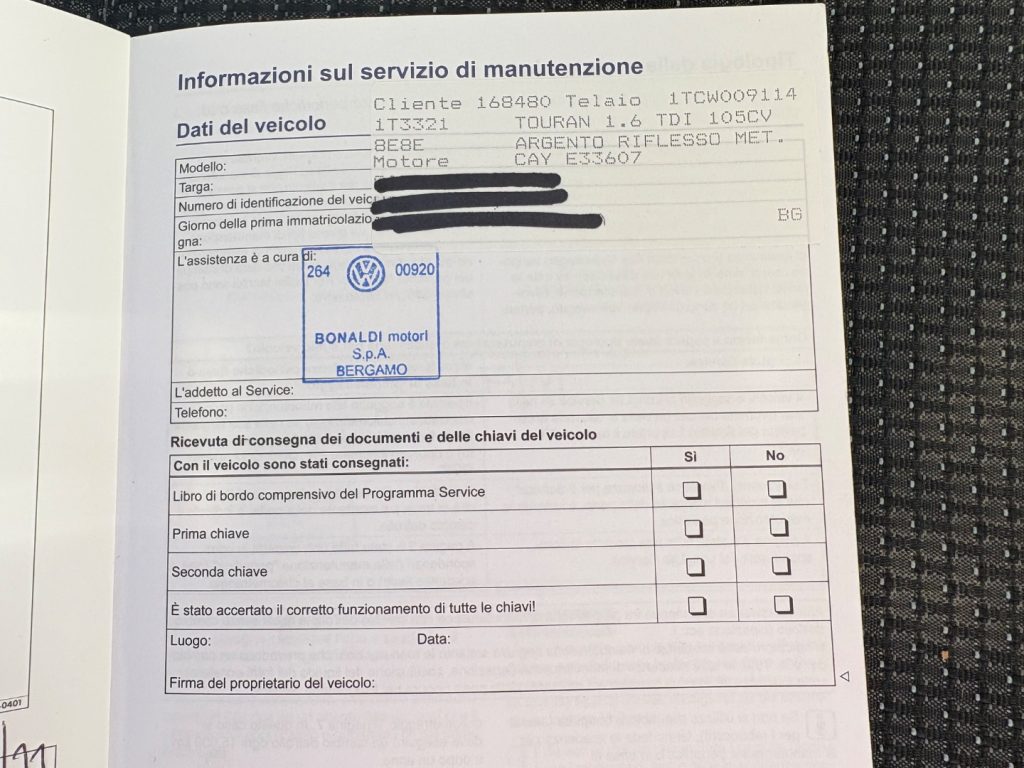 Informazioni sul servizio di manutenzione
Cliente 168480 Telaio 1TCW009114
Dati del veicolo
1T3321 TOURAN 1.6 TDI 105CV
8E8E ARGENTO RIFLESSO MET.
Modello:
Motore CAY E33607
Targa:
Numero di identificazione del
Giorno della prima immatricolazio
gna:
BG
L'assistenza è a cura di:
264 00920
BONALDI motori
S.p.A.
BERGAMO
L'addetto al Service:
Telefono:
Ricevuta di consegna dei documenti e delle chiavi del veicolo
Con il veicolo sono stati consegnati: Sì No
Libro di bordo comprensivo del Programma Service
Prima chiave
Seconda chiave
È stato accertato il corretto funzionamento di tutte le chiavi!
Luogo: Data:
Firma del proprietario del veicolo: